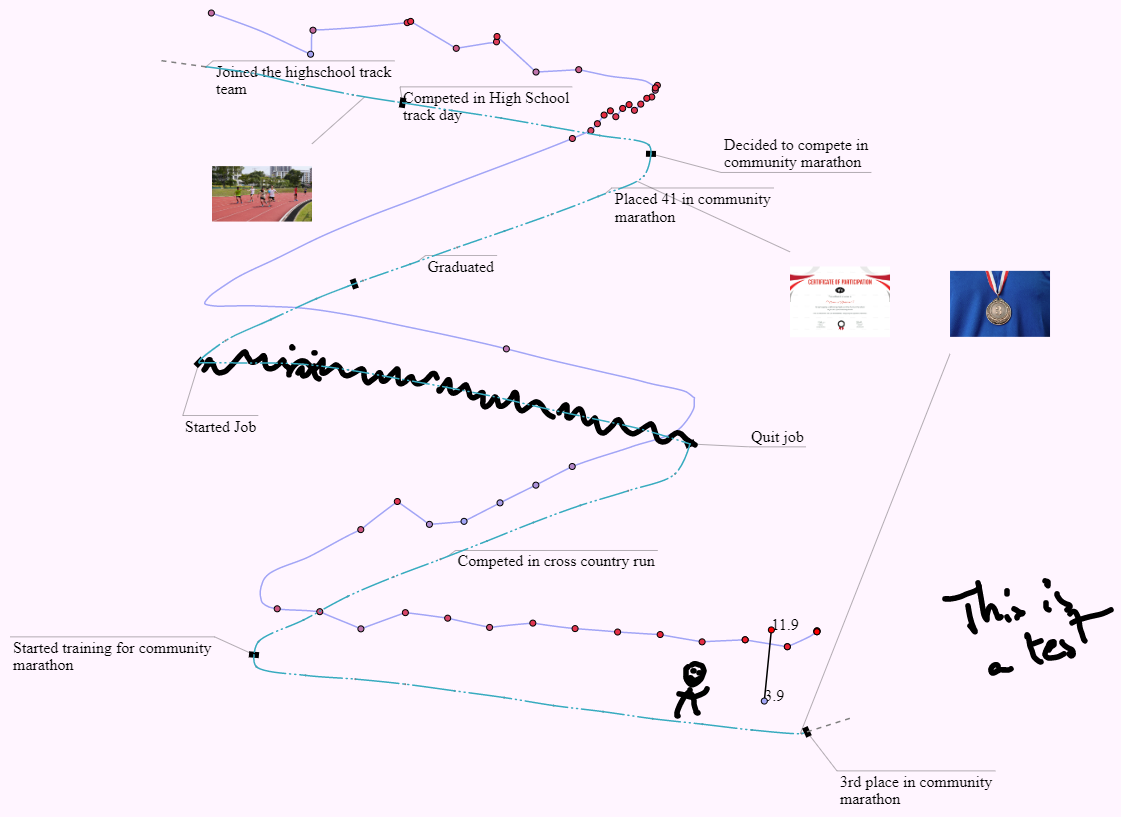 Joined the highschool track
team
Competed in High School
track day
Decided to compete in
community marathon
Placed 41 in community
marathon
Graduated
CERTIFICATE OF PARTICIPATION
Started Job
Quit job
Competed in cross country run
This is
a test
11.9
Started training for community
marathon
3.9
3rd place in community
marathon